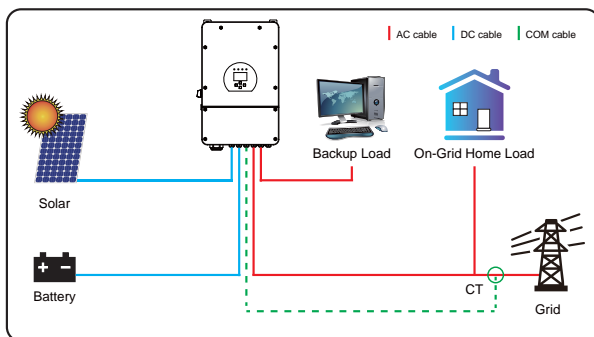 AC cable
DC cable
COM cable
Backup Load
On-Grid Home Load
Solar
Battery
CT
Grid